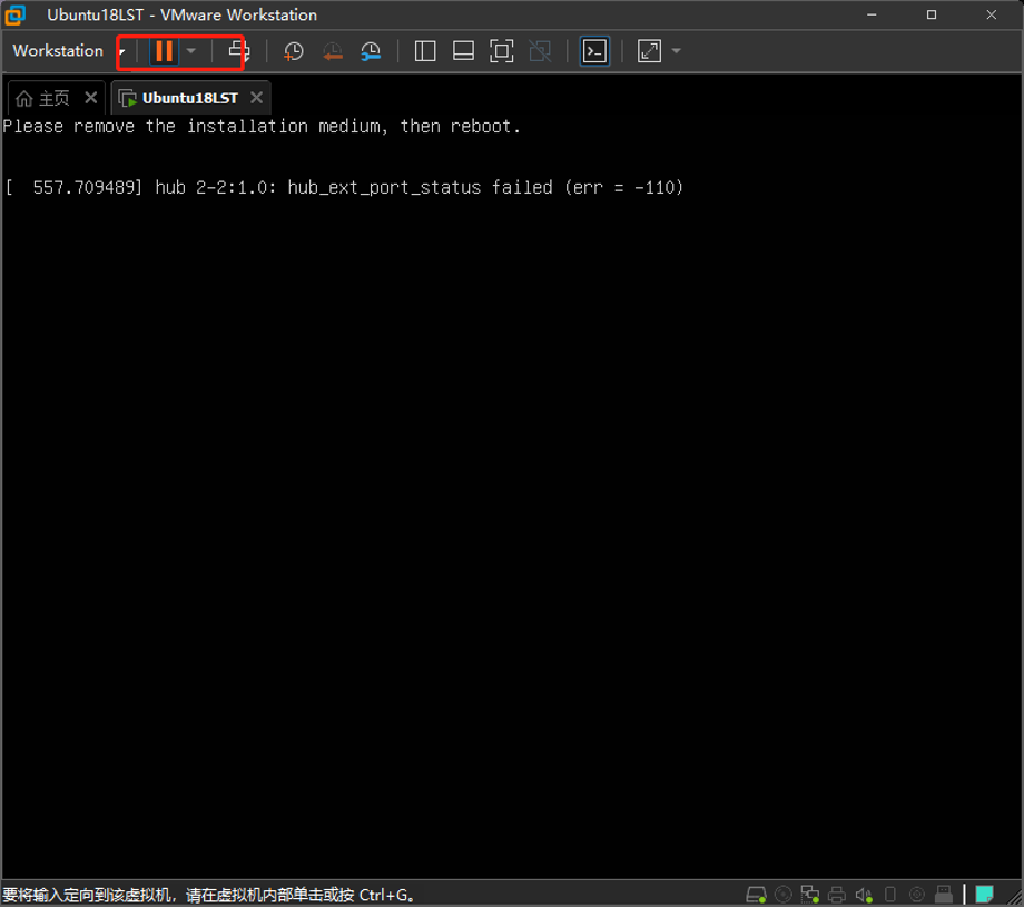 Ubuntu18LST - VMware Workstation
Workstation
主页
Ubuntu18LST
Please remove the installation medium, then reboot.
[  557.709489] hub 2-2:1.0: hub_ext_port_status failed (err = -110)
要将输入定向到该虚拟机，请在虚拟机内部单击或按 Ctrl+G。